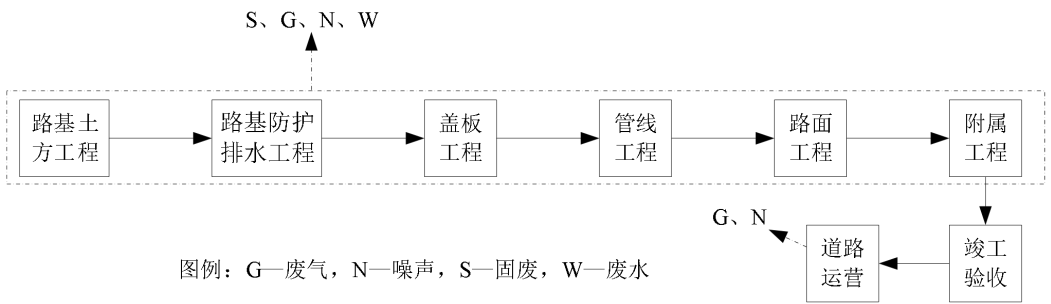 S、G、N、W
路基土
方工程
路基防护
排水工程
盖板
工程
管线
工程
路面
工程
附属
工程
G、N
道路
运营
竣工
验收
图例：G—废气，N—噪声，S—固废，W—废水